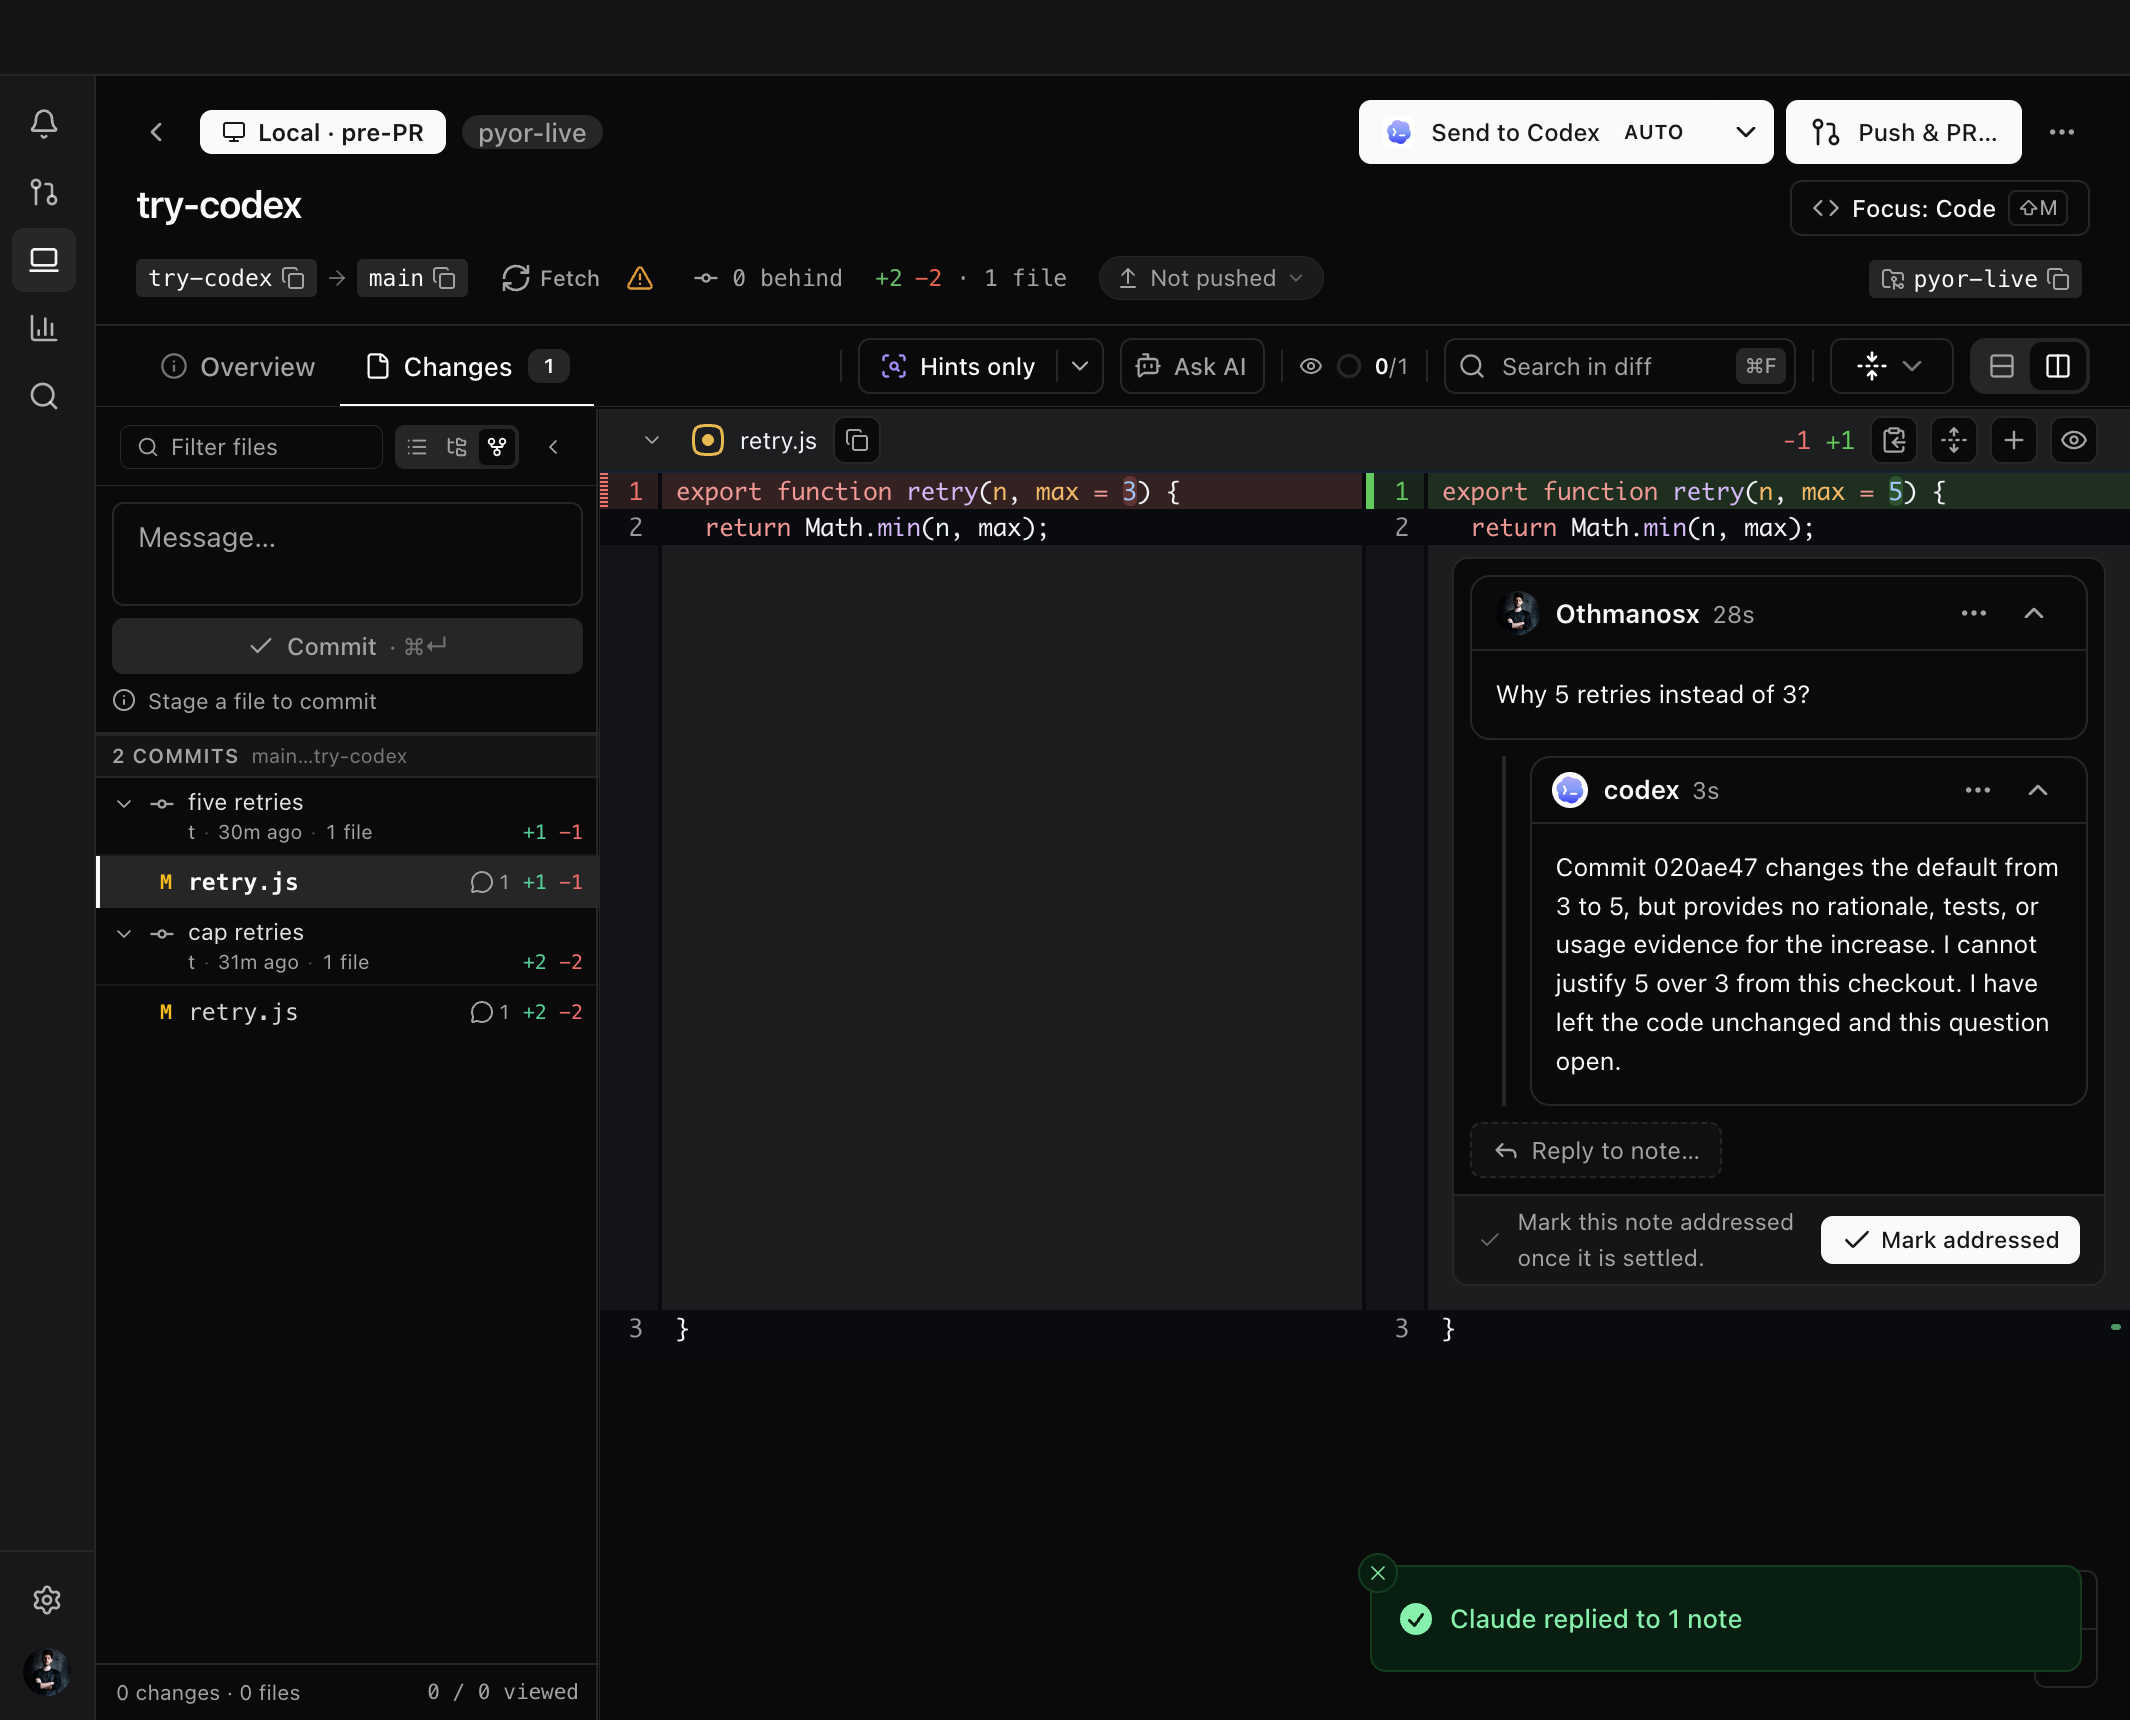 Local · pre-PR
pyor-live
Send to Codex AUTO
Push & PR...
try-codex
Focus: Code ⇧M
try-codex → main
Fetch
0 behind
+2 −2 · 1 file
Not pushed
pyor-live
Overview
Changes 1
Hints only
Ask AI
0/1
Search in diff ⌘F
Filter files
Message...
Commit · ⌘↵
Stage a file to commit
2 COMMITS main...try-codex
five retries
t · 30m ago · 1 file +1 −1
M retry.js 1 +1 −1
cap retries
t · 31m ago · 1 file +2 −2
M retry.js 1 +2 −2
0 changes · 0 files
0 / 0 viewed
retry.js
-1 +1
1 export function retry(n, max = 3) {
2 return Math.min(n, max);
3 }
1 export function retry(n, max = 5) {
2 return Math.min(n, max);
Othmanosx 28s
Why 5 retries instead of 3?
codex 3s
Commit 020ae47 changes the default from
3 to 5, but provides no rationale, tests, or
usage evidence for the increase. I cannot
justify 5 over 3 from this checkout. I have
left the code unchanged and this question
open.
Reply to note...
Mark this note addressed
once it is settled.
Mark addressed
3 }
Claude replied to 1 note